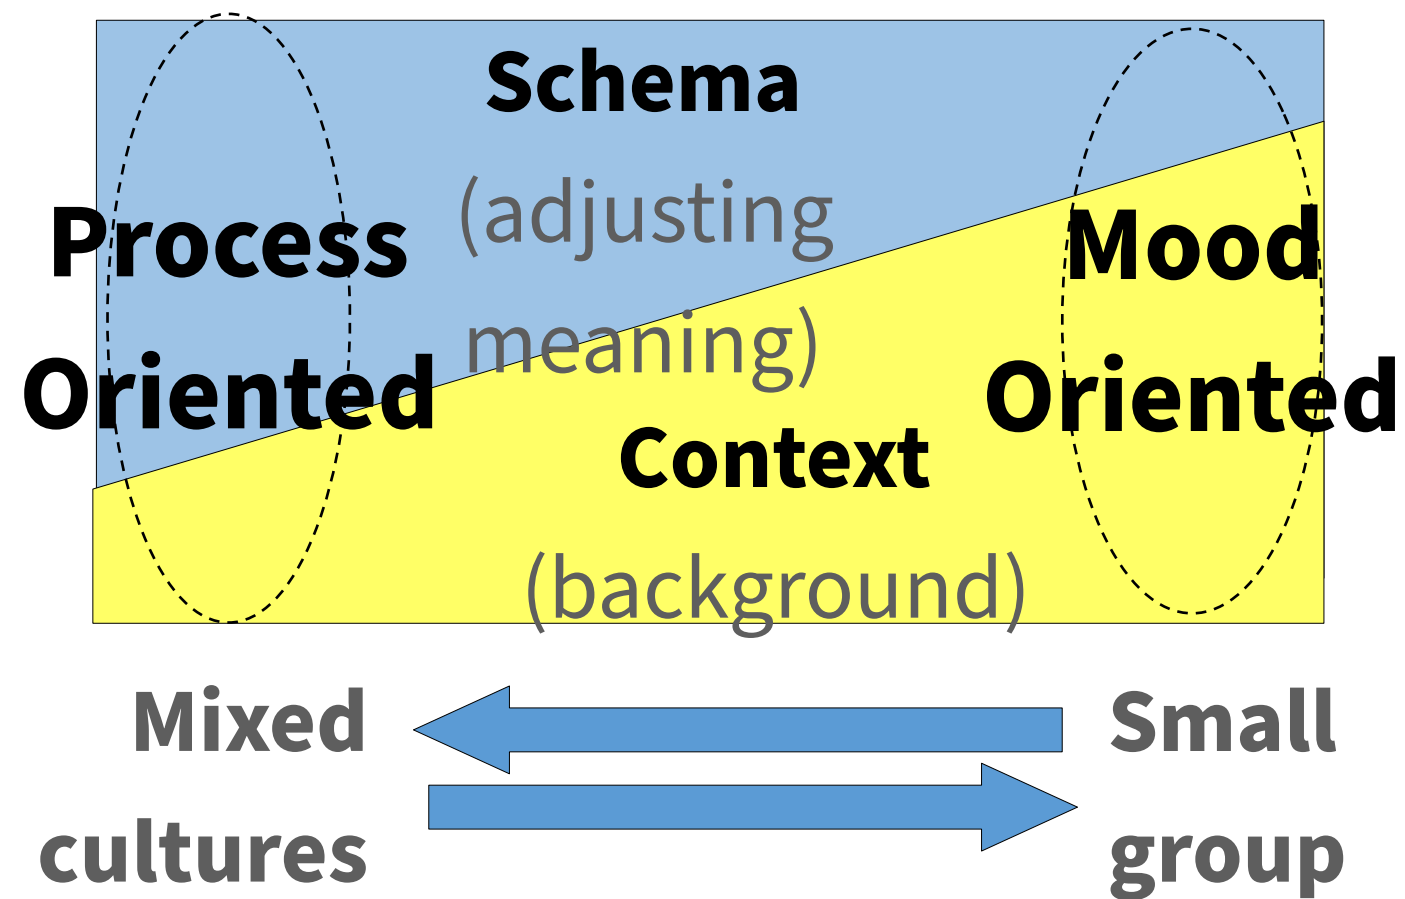 Schema
(adjusting
meaning)
Process
Oriented
Mood
Oriented
Context
(background)
Mixed
cultures
Small
group